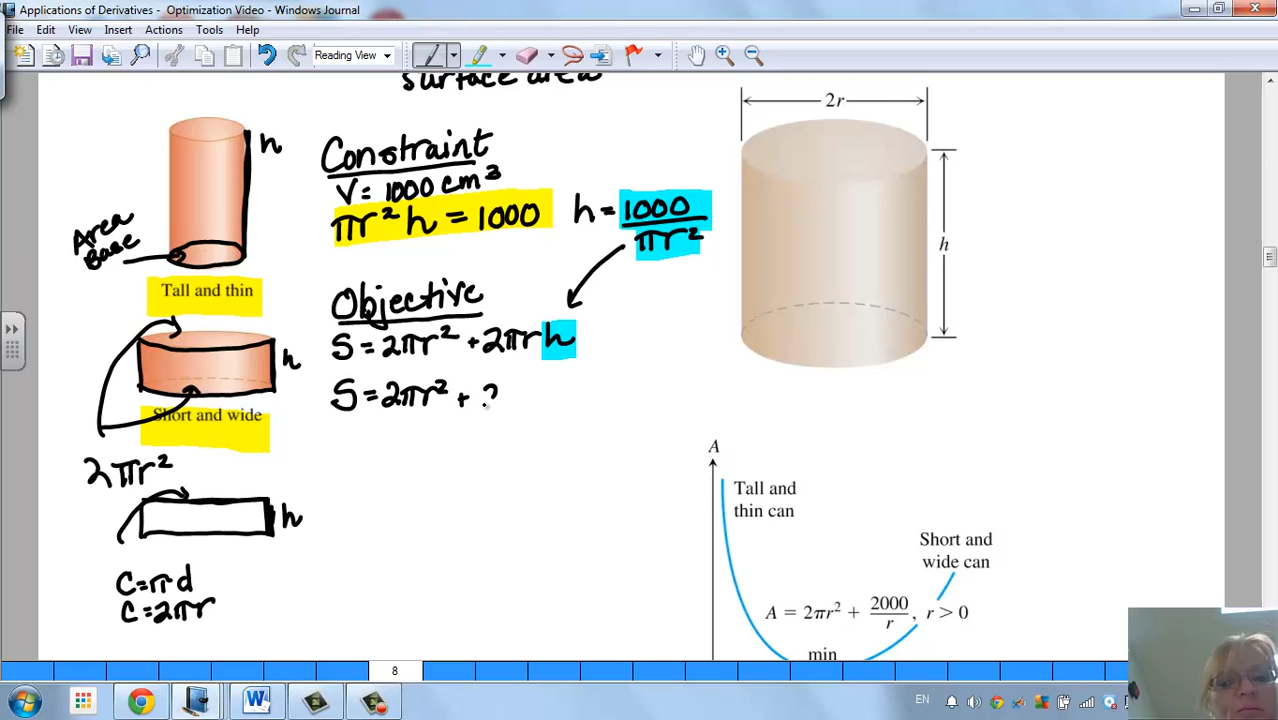 Applications of Derivatives - Optimization Video - Windows Journal
File Edit View Insert Actions Tools Help
Reading View
surface area
2r
h
Constraint
V = 1000 cm³
πr²h = 1000
h = 1000
πr²
Area
Base
h
Tall and thin
Objective
S = 2πr² + 2πrh
h
S = 2πr² +
Short and wide
2πr²
h
C=πd
C=2πr
A
Tall and
thin can
Short and
wide can
A = 2πr² + 2000/r, r > 0
min
8
EN